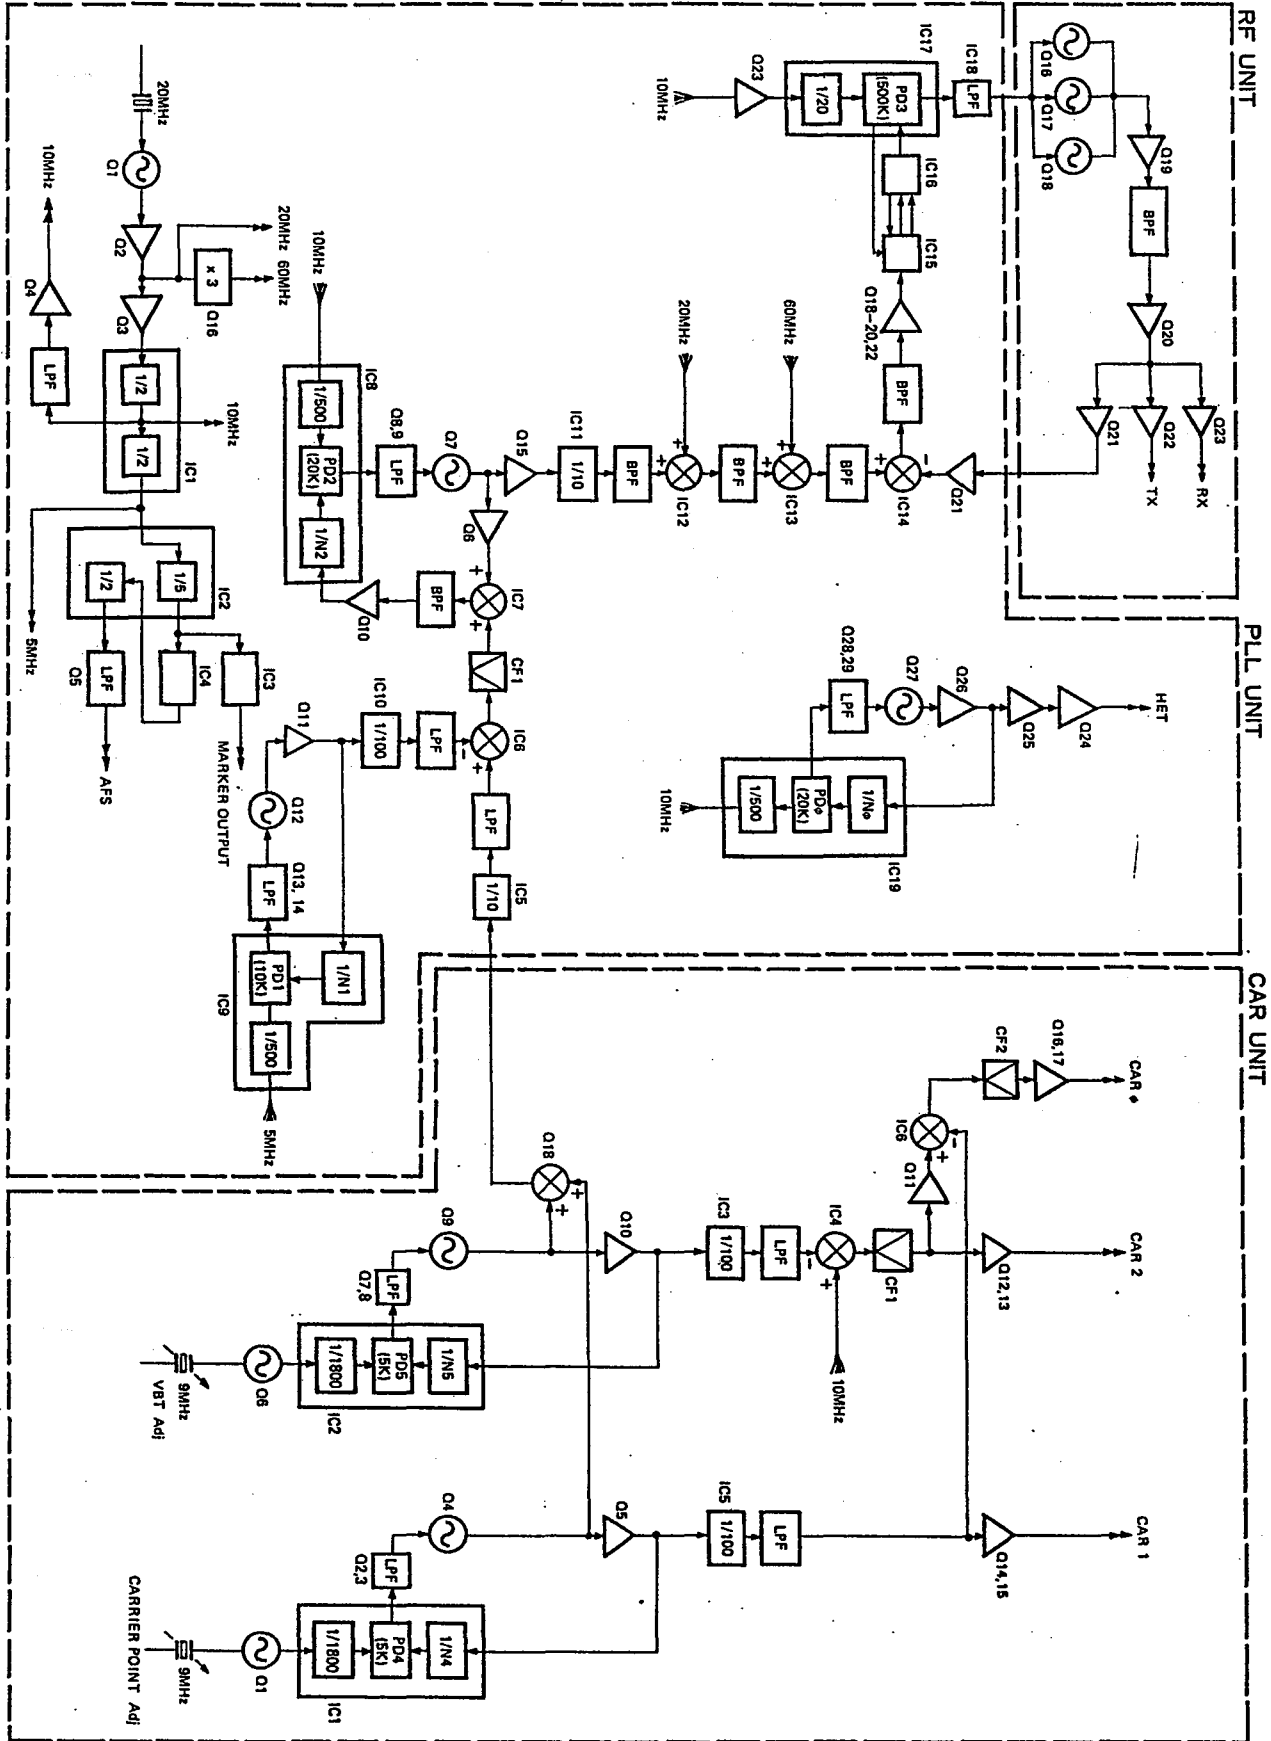 RF UNIT
Q16
Q17
Q18
Q19
BPF
Q20
Q21
Q22
Q23
TX
RX
IC18
LPF
IC17
PD3
(500K)
1/20
Q23
10MHz
IC16
IC15
Q18-20,22
BPF
IC14
-
+
Q21
BPF
IC13
+
+
60MHz
BPF
IC12
+
+
20MHz
BPF
IC11
1/10
Q15
Q7
Q8,9
LPF
IC8
1/500
PD2
(20K)
1/N2
10MHz
Q6
IC7
+
+
BPF
Q10
CF1
IC6
-
+
LPF
IC10
1/100
LPF
IC5
1/10
Q11
Q12
Q13, 14
LPF
IC9
PD1
(10K)
1/N1
1/500
5MHz
20MHz
Q1
Q2
20MHz
60MHz
x 3
Q16
Q3
1/2
1/2
IC1
10MHz
10MHz
Q4
LPF
5MHz
IC2
1/5
1/2
IC3
IC4
Q5
LPF
AFS
MARKER OUTPUT
PLL UNIT
HET
Q24
Q25
Q26
Q27
Q28,29
LPF
1/Nφ
PDφ
(20K)
1/500
IC19
10MHz
CAR UNIT
CAR φ
Q16,17
CF2
IC6
-
+
Q11
CAR 2
Q12,13
CF1
IC4
-
+
10MHz
LPF
IC3
1/100
Q10
Q18
+
+
Q9
Q7,8
LPF
1/N5
PD5
(5K)
1/1800
IC2
Q6
9MHz
VBT Adj
CAR 1
Q14,15
LPF
IC5
1/100
Q5
Q4
Q2,3
LPF
1/N4
PD4
(5K)
1/1800
IC1
Q1
9MHz
CARRIER POINT Adj